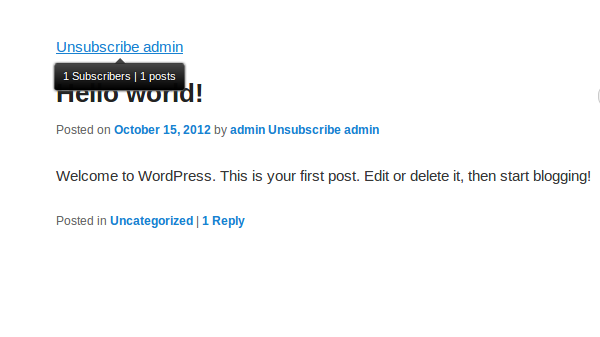 Unsubscribe admin
1 Subscribers | 1 posts
Hello world!
Posted on October 15, 2012 by admin Unsubscribe admin
Welcome to WordPress. This is your first post. Edit or delete it, then start blogging!
Posted in Uncategorized | 1 Reply